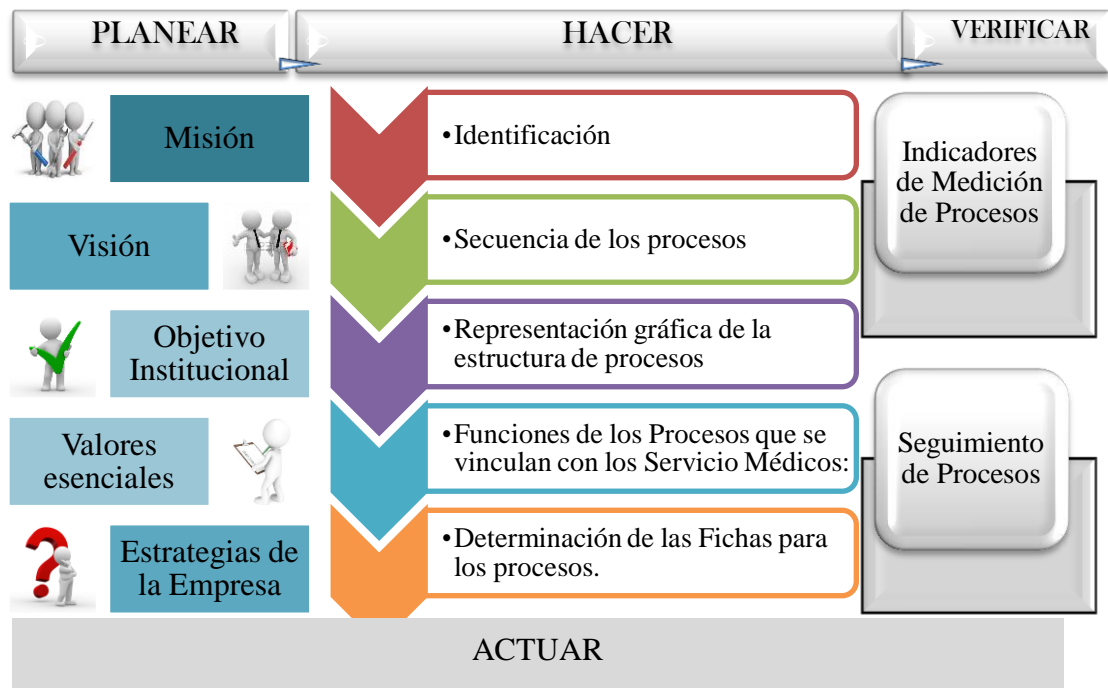 PLANEAR
HACER
VERIFICAR
Misión
Visión
Objetivo
Institucional
Valores
esenciales
Estrategias de
la Empresa
•Identificación
•Secuencia de los procesos
•Representación gráfica de la
estructura de procesos
•Funciones de los Procesos que se
vinculan con los Servicio Médicos:
•Determinación de las Fichas para
los procesos.
Indicadores
de Medición
de Procesos
Seguimiento
de Procesos
ACTUAR